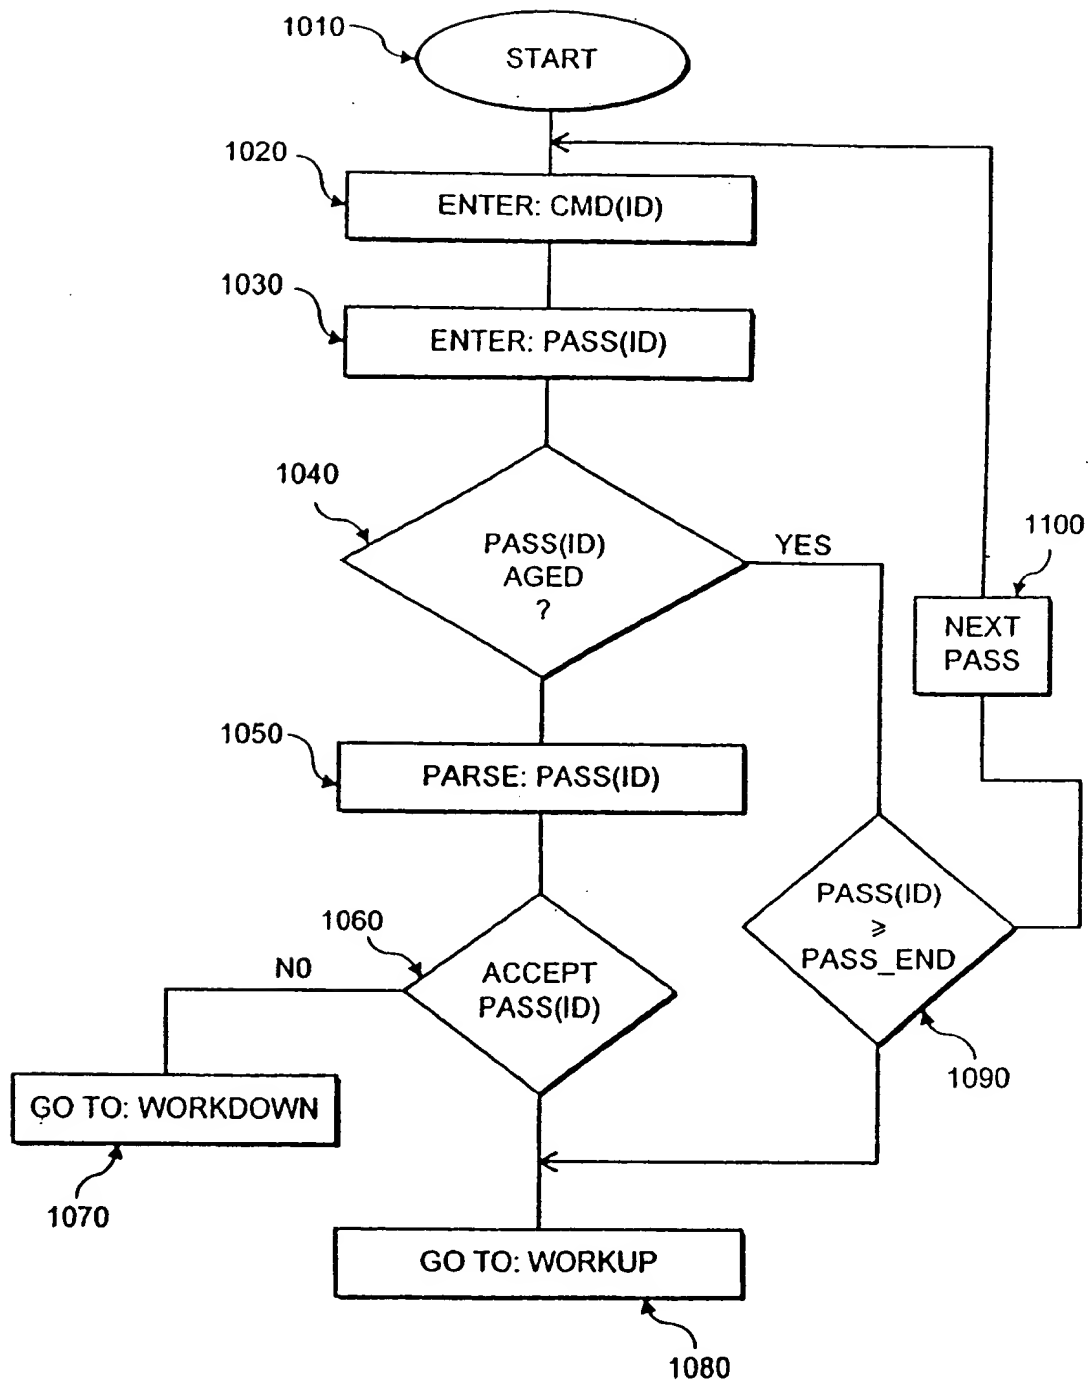 1010
START
1020
ENTER: CMD(ID)
1030
ENTER: PASS(ID)
1040
PASS(ID)
AGED
?
YES
1100
NEXT
PASS
1050
PARSE: PASS(ID)
PASS(ID)
⩾
PASS_END
1060
NO
ACCEPT
PASS(ID)
1090
GO TO: WORKDOWN
1070
GO TO: WORKUP
1080